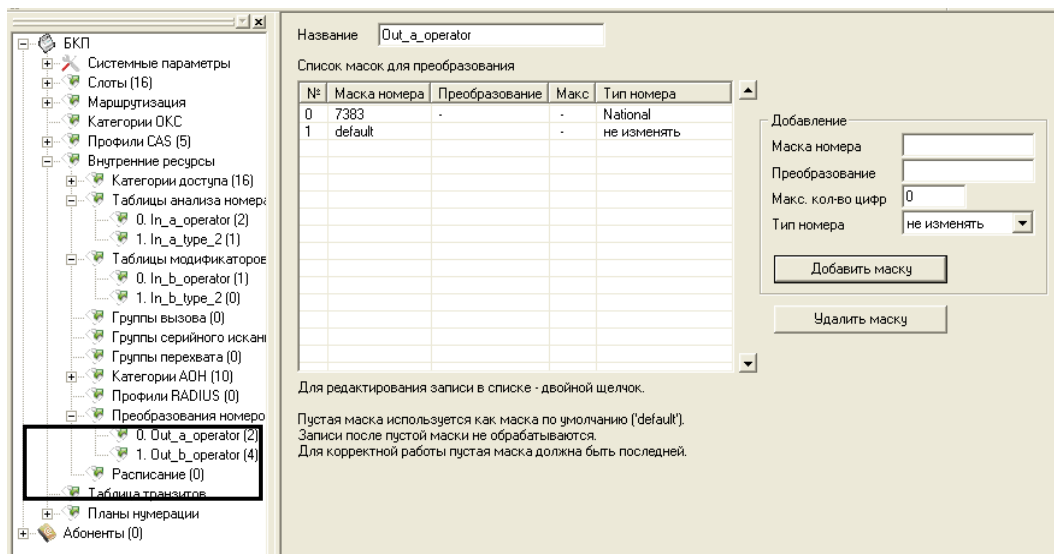 БКП
Системные параметры
Слоты (16)
Маршрутизация
Категории ОКС
Профили CAS (5)
Внутренние ресурсы
Категории доступа (16)
Таблицы анализа номера
0. In_a_operator (2)
1. In_a_type_2 (1)
Таблицы модификаторов
0. In_b_operator (1)
1. In_b_type_2 (0)
Группы вызова (0)
Группы серийного искани
Группы перехвата (0)
Категории АОН (10)
Профили RADIUS (0)
Преобразования номеро
0. Out_a_operator (2)
1. Out_b_operator (4)
Расписание (0)
Таблица транзитов
Планы нумерации
Абоненты (0)
Название Out_a_operator
Список масок для преобразования
№ Маска номера Преобразование Макс Тип номера
0 7383 - - National
1 default - не изменять
Добавление
Маска номера
Преобразование
Макс. кол-во цифр 0
Тип номера не изменять
Добавить маску
Удалить маску
Для редактирования записи в списке - двойной щелчок.
Пустая маска используется как маска по умолчанию ('default').
Записи после пустой маски не обрабатываются.
Для корректной работы пустая маска должна быть последней.